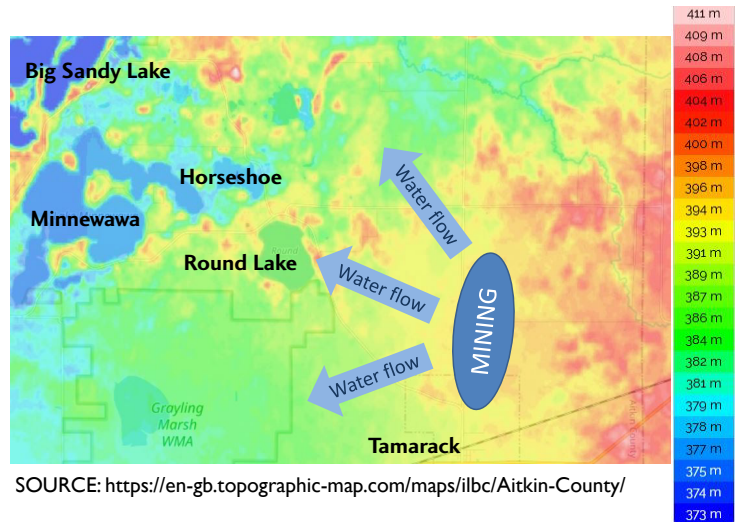 Big Sandy Lake
Horseshoe
Minnewawa
Round Lake
Water flow
Water flow
Water flow
MINING
Grayling
Marsh
WMA
Tamarack
SOURCE: https://en-gb.topographic-map.com/maps/ilbc/Aitkin-County/
411 m
409 m
408 m
406 m
404 m
402 m
400 m
398 m
396 m
394 m
393 m
391 m
389 m
387 m
386 m
384 m
382 m
381 m
379 m
378 m
377 m
375 m
374 m
373 m